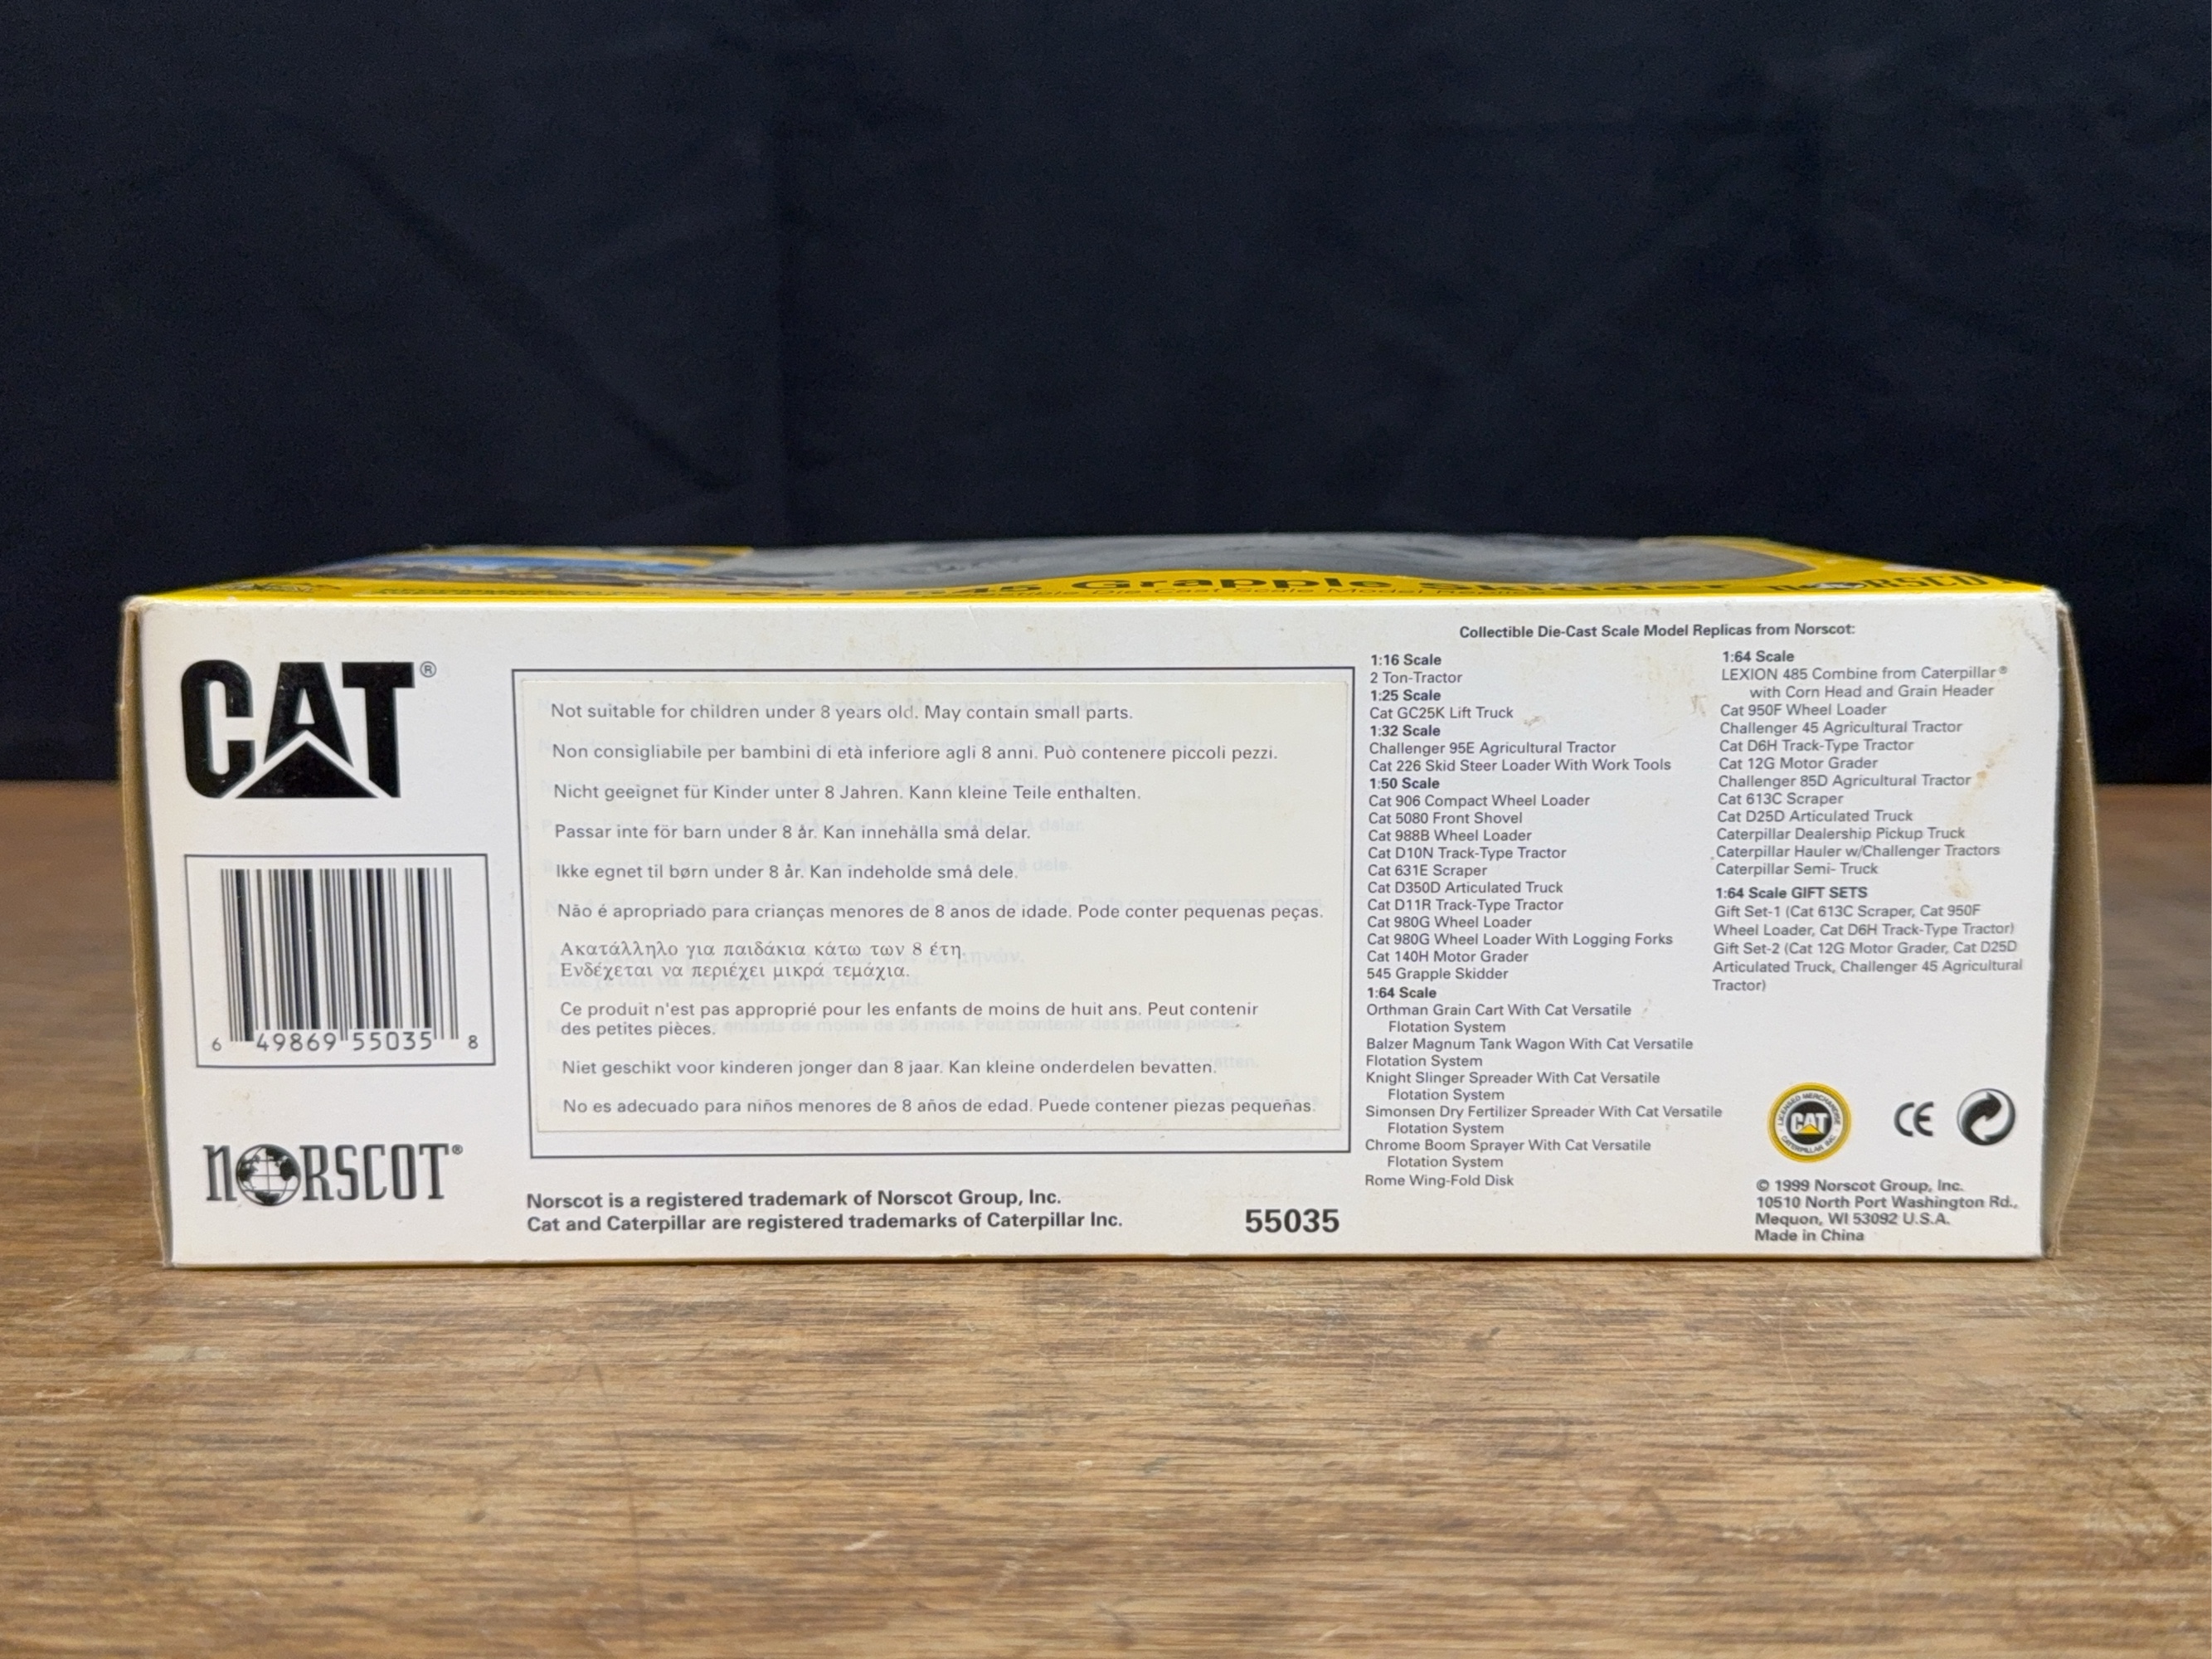 545 Grapple Skidder
Die-Cast Scale Model
NORSCOT
CAT®
6 49869 55035 8
NORSCOT®
Not suitable for children under 8 years old. May contain small parts.
Non consigliabile per bambini di età inferiore agli 8 anni. Può contenere piccoli pezzi.
Nicht geeignet für Kinder unter 8 Jahren. Kann kleine Teile enthalten.
Passar inte för barn under 8 år. Kan innehålla små delar.
Ikke egnet til børn under 8 år. Kan indeholde små dele.
Não é apropriado para crianças menores de 8 anos de idade. Pode conter pequenas peças.
Ακατάλληλο για παιδάκια κάτω των 8 έτη.
Ενδέχεται να περιέχει μικρά τεμάχια.
Ce produit n'est pas approprié pour les enfants de moins de huit ans. Peut contenir
des petites pièces.
Niet geschikt voor kinderen jonger dan 8 jaar. Kan kleine onderdelen bevatten.
No es adecuado para niños menores de 8 años de edad. Puede contener piezas pequeñas.
Norscot is a registered trademark of Norscot Group, Inc.
Cat and Caterpillar are registered trademarks of Caterpillar Inc.
55035
Collectible Die-Cast Scale Model Replicas from Norscot:
1:16 Scale
2 Ton-Tractor
1:25 Scale
Cat GC25K Lift Truck
1:32 Scale
Challenger 95E Agricultural Tractor
Cat 226 Skid Steer Loader With Work Tools
1:50 Scale
Cat 906 Compact Wheel Loader
Cat 5080 Front Shovel
Cat 988B Wheel Loader
Cat D10N Track-Type Tractor
Cat 631E Scraper
Cat D350D Articulated Truck
Cat D11R Track-Type Tractor
Cat 980G Wheel Loader
Cat 980G Wheel Loader With Logging Forks
Cat 140H Motor Grader
545 Grapple Skidder
1:64 Scale
Orthman Grain Cart With Cat Versatile
Flotation System
Balzer Magnum Tank Wagon With Cat Versatile
Flotation System
Knight Slinger Spreader With Cat Versatile
Flotation System
Simonsen Dry Fertilizer Spreader With Cat Versatile
Flotation System
Chrome Boom Sprayer With Cat Versatile
Flotation System
Rome Wing-Fold Disk
1:64 Scale
LEXION 485 Combine from Caterpillar®
with Corn Head and Grain Header
Cat 950F Wheel Loader
Challenger 45 Agricultural Tractor
Cat D6H Track-Type Tractor
Cat 12G Motor Grader
Challenger 85D Agricultural Tractor
Cat 613C Scraper
Cat D25D Articulated Truck
Caterpillar Dealership Pickup Truck
Caterpillar Hauler w/Challenger Tractors
Caterpillar Semi- Truck
1:64 Scale GIFT SETS
Gift Set-1 (Cat 613C Scraper, Cat 950F
Wheel Loader, Cat D6H Track-Type Tractor)
Gift Set-2 (Cat 12G Motor Grader, Cat D25D
Articulated Truck, Challenger 45 Agricultural
Tractor)
LICENSED MERCHANDISE
CAT
CATERPILLAR INC.
CE
© 1999 Norscot Group, Inc.
10510 North Port Washington Rd.,
Mequon, WI 53092 U.S.A.
Made in China